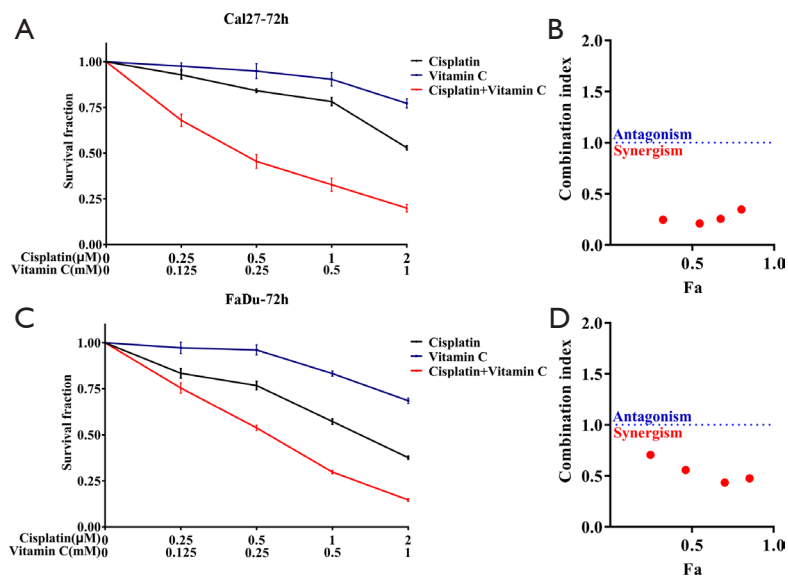 A
Cal27-72h
Cisplatin
Vitamin C
Cisplatin+Vitamin C
Survival fraction
1.00
0.75
0.50
0.25
0.00
Cisplatin(μM) 0 0.25 0.5 1 2
Vitamin C(mM) 0 0.125 0.25 0.5 1
B
Combination index
2.0
1.5
1.0
0.5
0.0
Antagonism
Synergism
0.5 1.0
Fa
C
FaDu-72h
Cisplatin
Vitamin C
Cisplatin+Vitamin C
Survival fraction
1.00
0.75
0.50
0.25
0.00
Cisplatin(μM) 0 0.25 0.5 1 2
Vitamin C(mM) 0 0.125 0.25 0.5 1
D
Combination index
2.0
1.5
1.0
0.5
0.0
Antagonism
Synergism
0.5 1.0
Fa